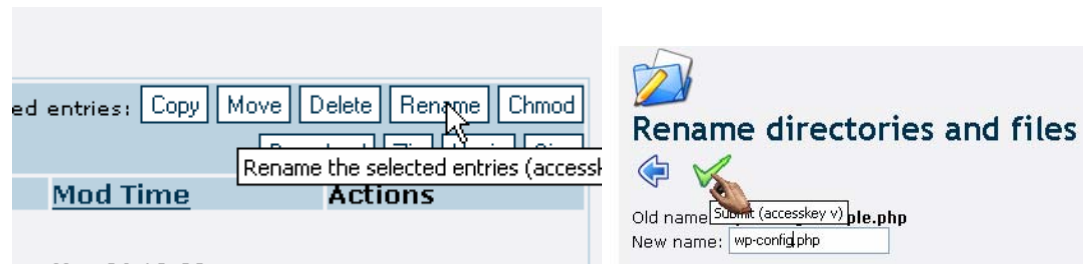 ed entries: Copy Move Delete Rename Chmod
Rename the selected entries (access
Mod Time Actions
Rename directories and files
Submit (accesskey v)
Old name ple.php
New name: wp-config.php